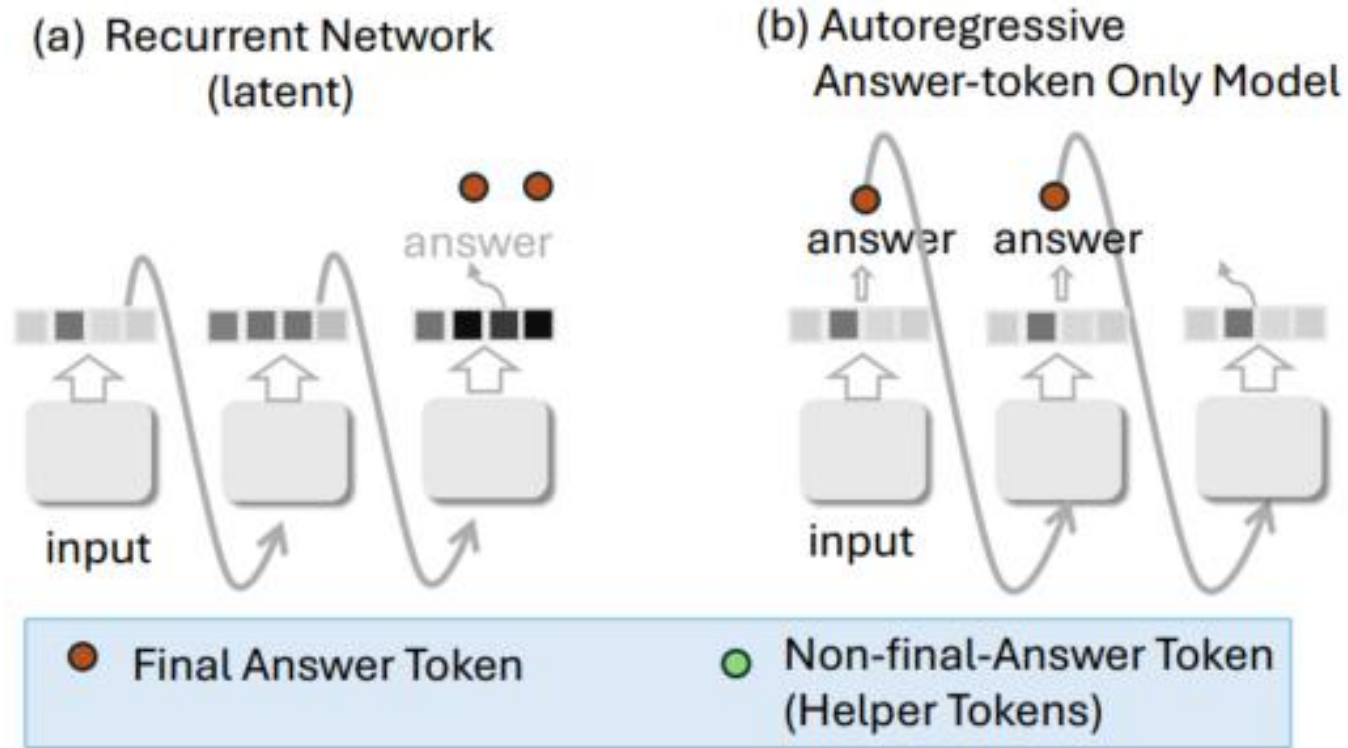 (a) Recurrent Network
(latent)
(b) Autoregressive
Answer-token Only Model
answer
answer answer
input
input
Final Answer Token
Non-final-Answer Token
(Helper Tokens)